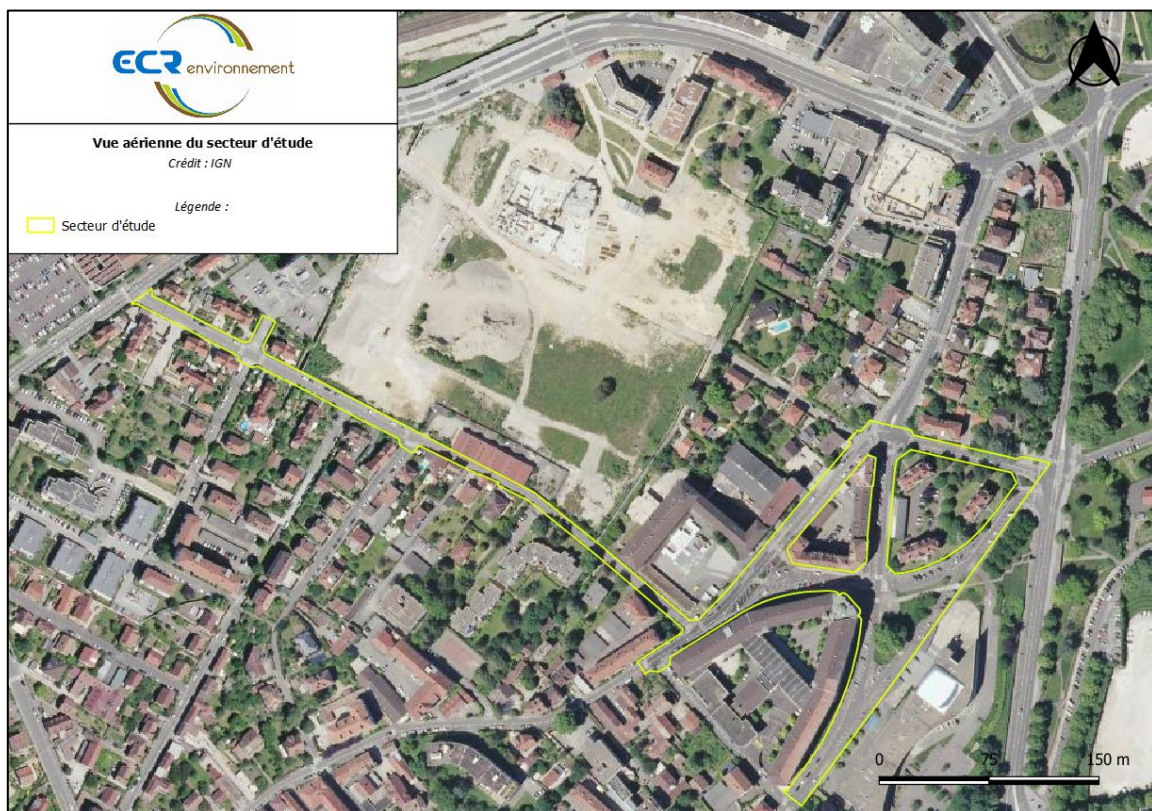 ECR environnement
Vue aérienne du secteur d'étude
Crédit : IGN
Légende :
Secteur d'étude
0 75 150 m